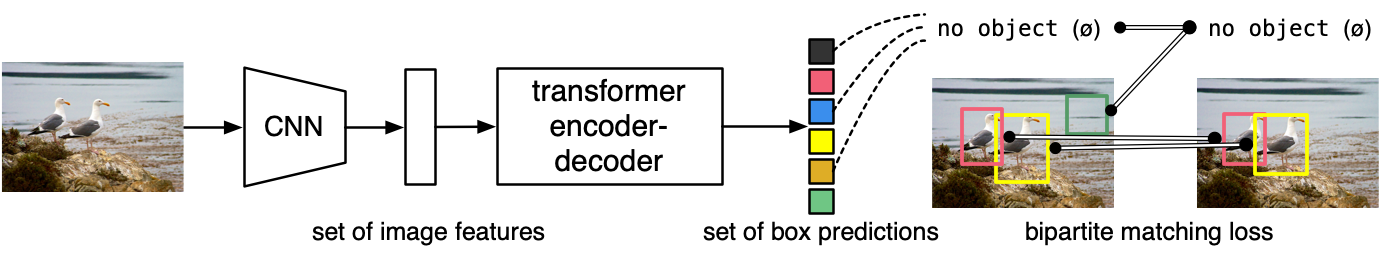 no object (ø)
no object (ø)
CNN
transformer
encoder-
decoder
set of image features
set of box predictions
bipartite matching loss